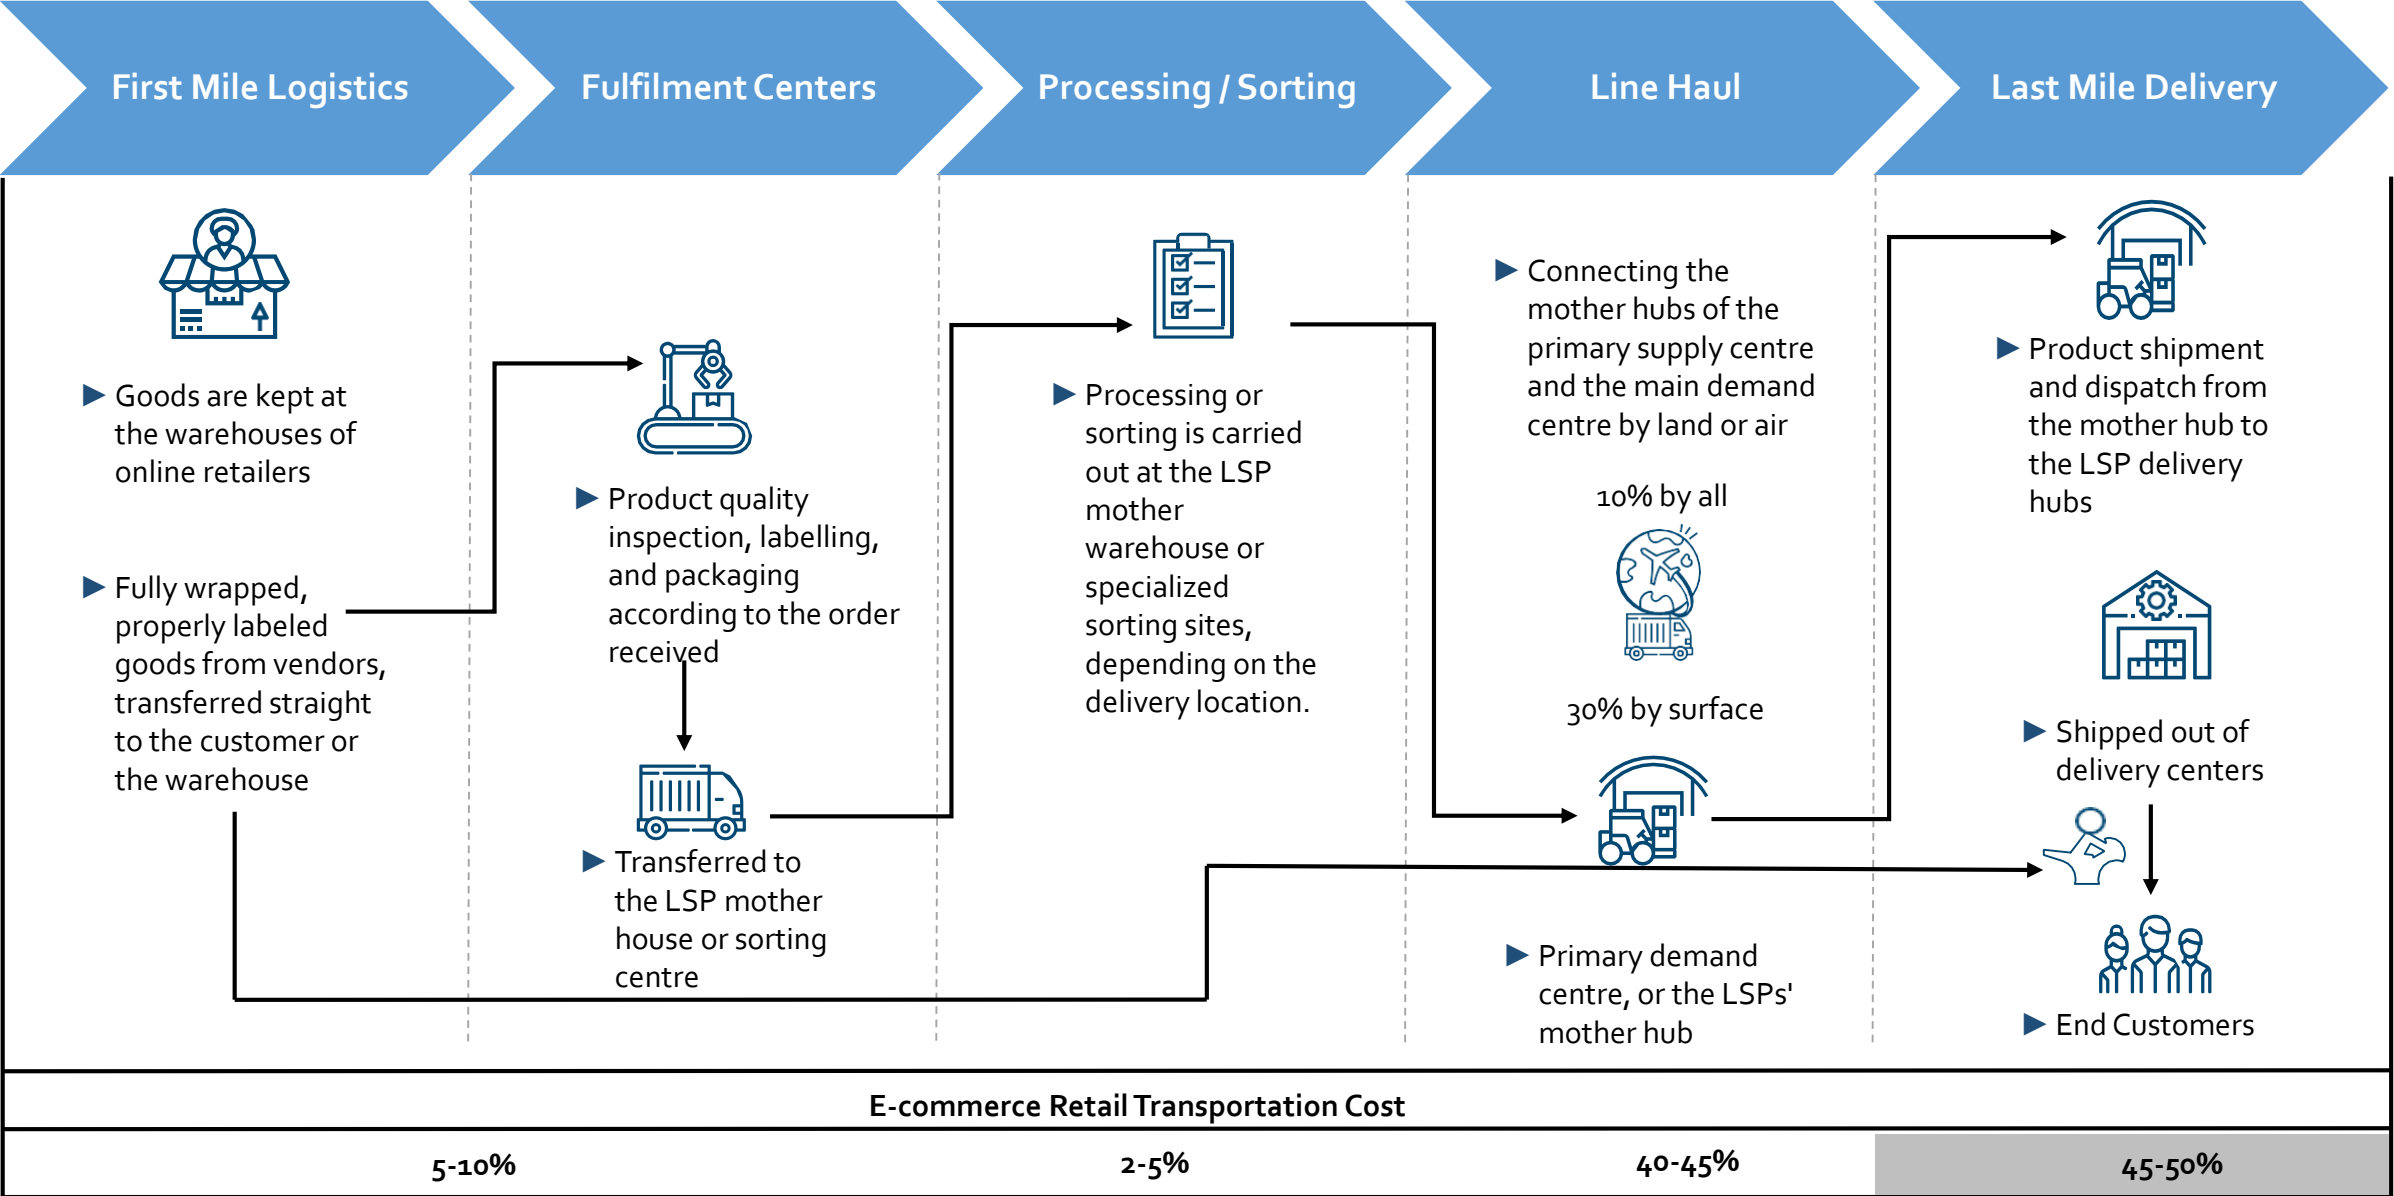 First Mile Logistics
Fulfilment Centers
Processing / Sorting
Line Haul
Last Mile Delivery
Goods are kept at
the warehouses of
online retailers
Fully wrapped,
properly labeled
goods from vendors,
transferred straight
to the customer or
the warehouse
Product quality
inspection, labelling,
and packaging
according to the order
received
Transferred to
the LSP mother
house or sorting
centre
Processing or
sorting is carried
out at the LSP
mother
warehouse or
specialized
sorting sites,
depending on the
delivery location.
Connecting the
mother hubs of the
primary supply centre
and the main demand
centre by land or air
10% by all
30% by surface
Primary demand
centre, or the LSPs'
mother hub
Product shipment
and dispatch from
the mother hub to
the LSP delivery
hubs
Shipped out of
delivery centers
End Customers
E-commerce Retail Transportation Cost
5-10%
2-5%
40-45%
45-50%